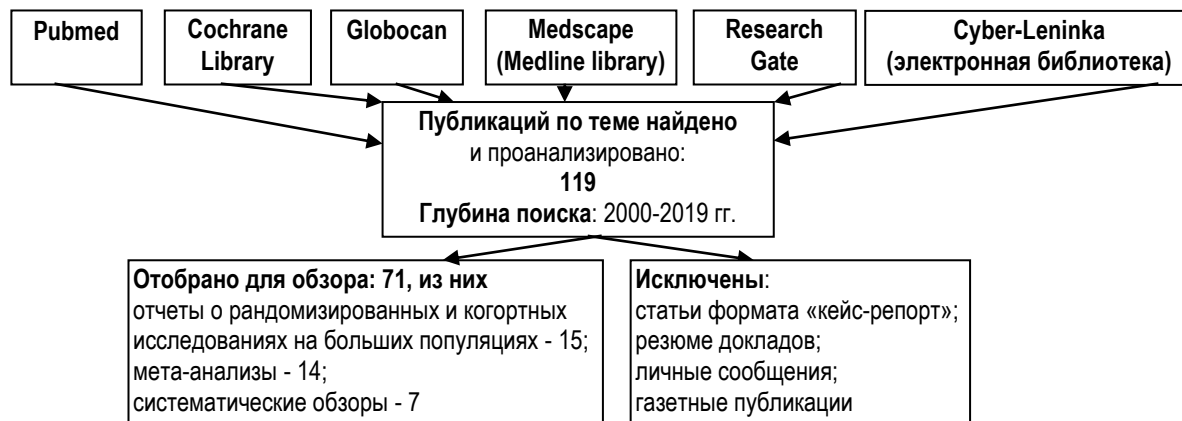 Pubmed
Cochrane
Library
Globocan
Medscape
(Medline library)
Research
Gate
Cyber-Leninka
(электронная библиотека)
Публикаций по теме найдено
и проанализировано:
119
Глубина поиска: 2000-2019 гг.
Отобрано для обзора: 71, из них
отчеты о рандомизированных и когортных
исследованиях на больших популяциях - 15;
мета-анализы - 14;
систематические обзоры - 7
Исключены:
статьи формата «кейс-репорт»;
резюме докладов;
личные сообщения;
газетные публикации